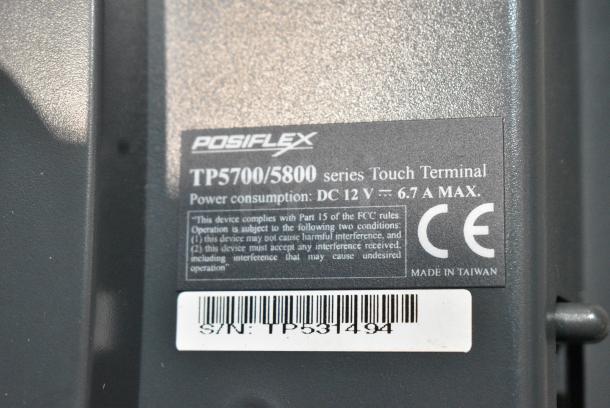 POSIFLEX
TP5700/5800 series Touch Terminal
Power consumption: DC 12 V ⎓ 6.7 A MAX.
"This device complies with Part 15 of the FCC rules
Operation is subject to the following two conditions:
(1) this device may not cause harmful interference, and
(2) this device must accept any interference received,
including interference that may cause undesired
operation"
CE
MADE IN TAIWAN
S/N: TP531494